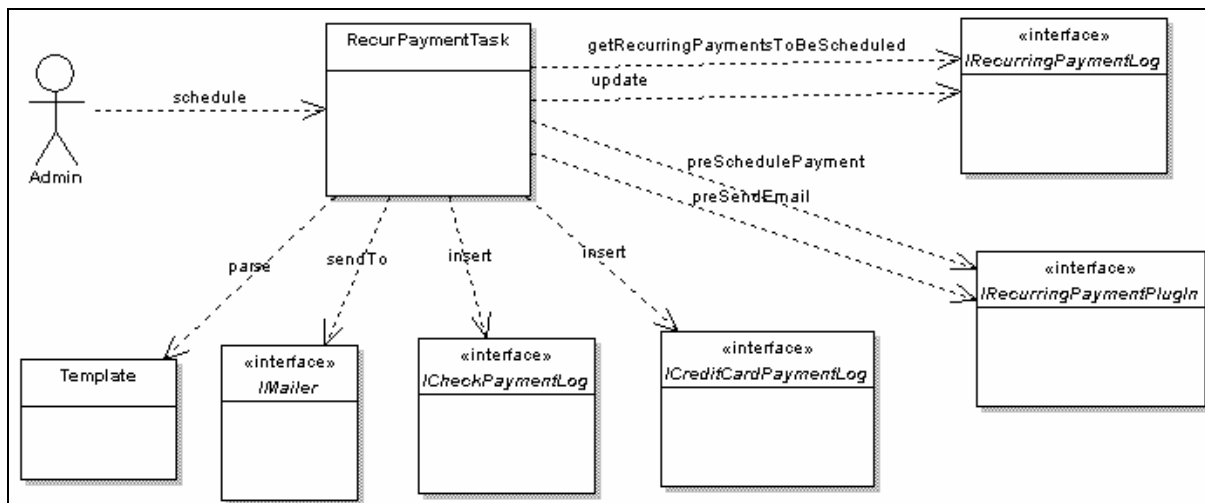 RecurPaymentTask
getRecurringPaymentsToBeScheduled
update
«interface»
IRecurringPaymentLog
schedule
Admin
preSchedulePayment
preSendEmail
«interface»
IRecurringPaymentPlugIn
parse
sendTo
insert
insert
Template
«interface»
IMailer
«interface»
ICheckPaymentLog
«interface»
ICreditCardPaymentLog